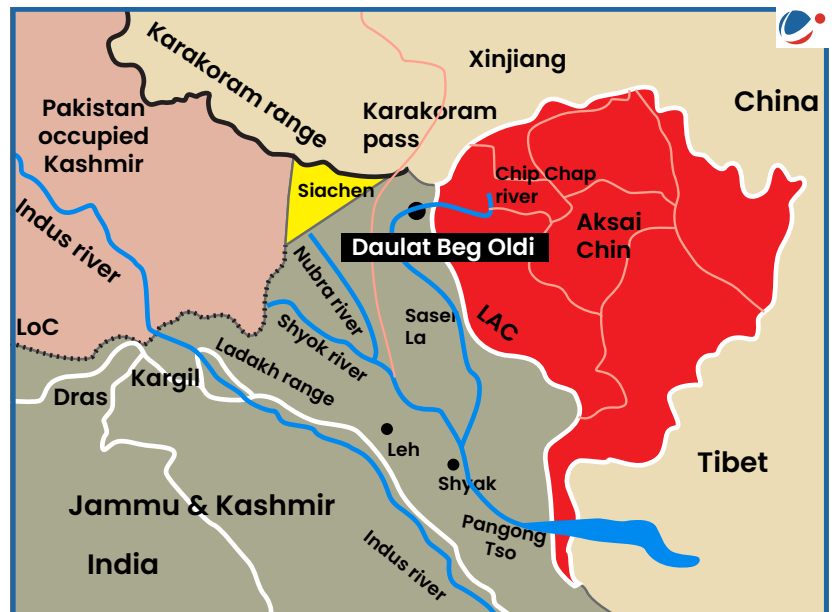 Xinjiang
China
Karakoram range
Karakoram
pass
Pakistan
occupied
Kashmir
Siachen
Chip Chap
river
Aksai
Chin
Indus river
Daulat Beg Oldi
Nubra river
Saser
La
LAC
LoC
Shyok river
Ladakh range
Kargil
Dras
Leh
Shyak
Tibet
Jammu & Kashmir
Pangong
Tso
India
Indus river